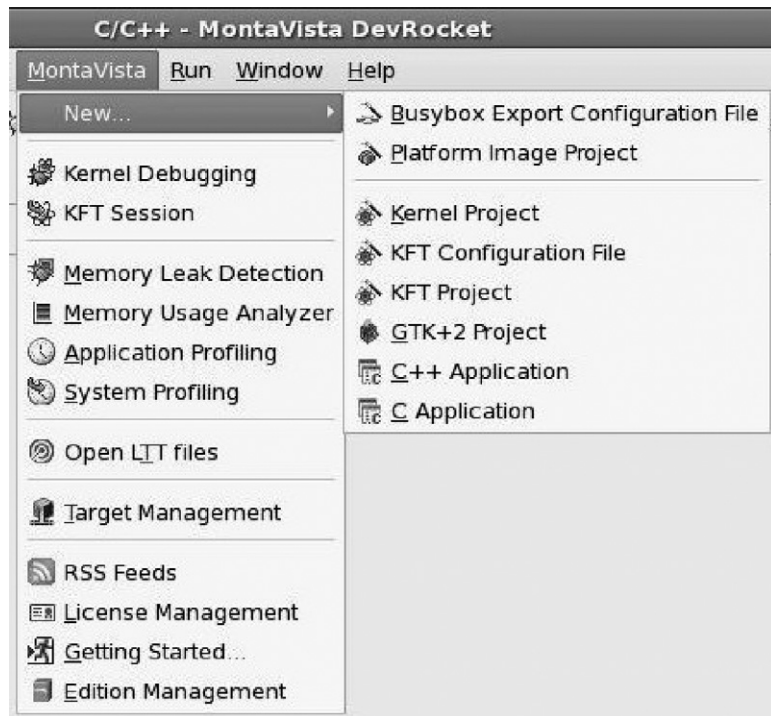 C/C++ - MontaVista DevRocket
MontaVista Run Window Help
New...
Kernel Debugging
KFT Session
Memory Leak Detection
Memory Usage Analyzer
Application Profiling
System Profiling
Open LTT files
Target Management
RSS Feeds
License Management
Getting Started...
Edition Management
Busybox Export Configuration File
Platform Image Project
Kernel Project
KFT Configuration File
KFT Project
GTK+2 Project
C++ Application
C Application